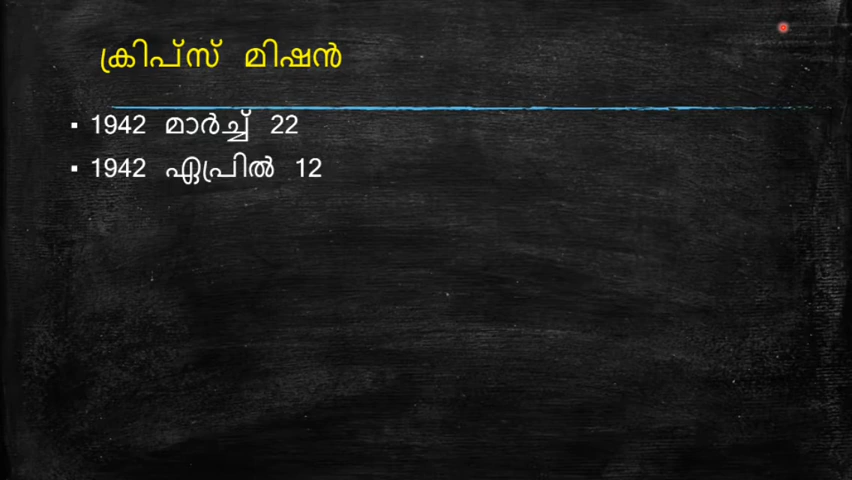 ക്രിപ്സ് മിഷൻ
▪ 1942 മാർച്ച് 22
▪ 1942 ഏപ്രിൽ 12